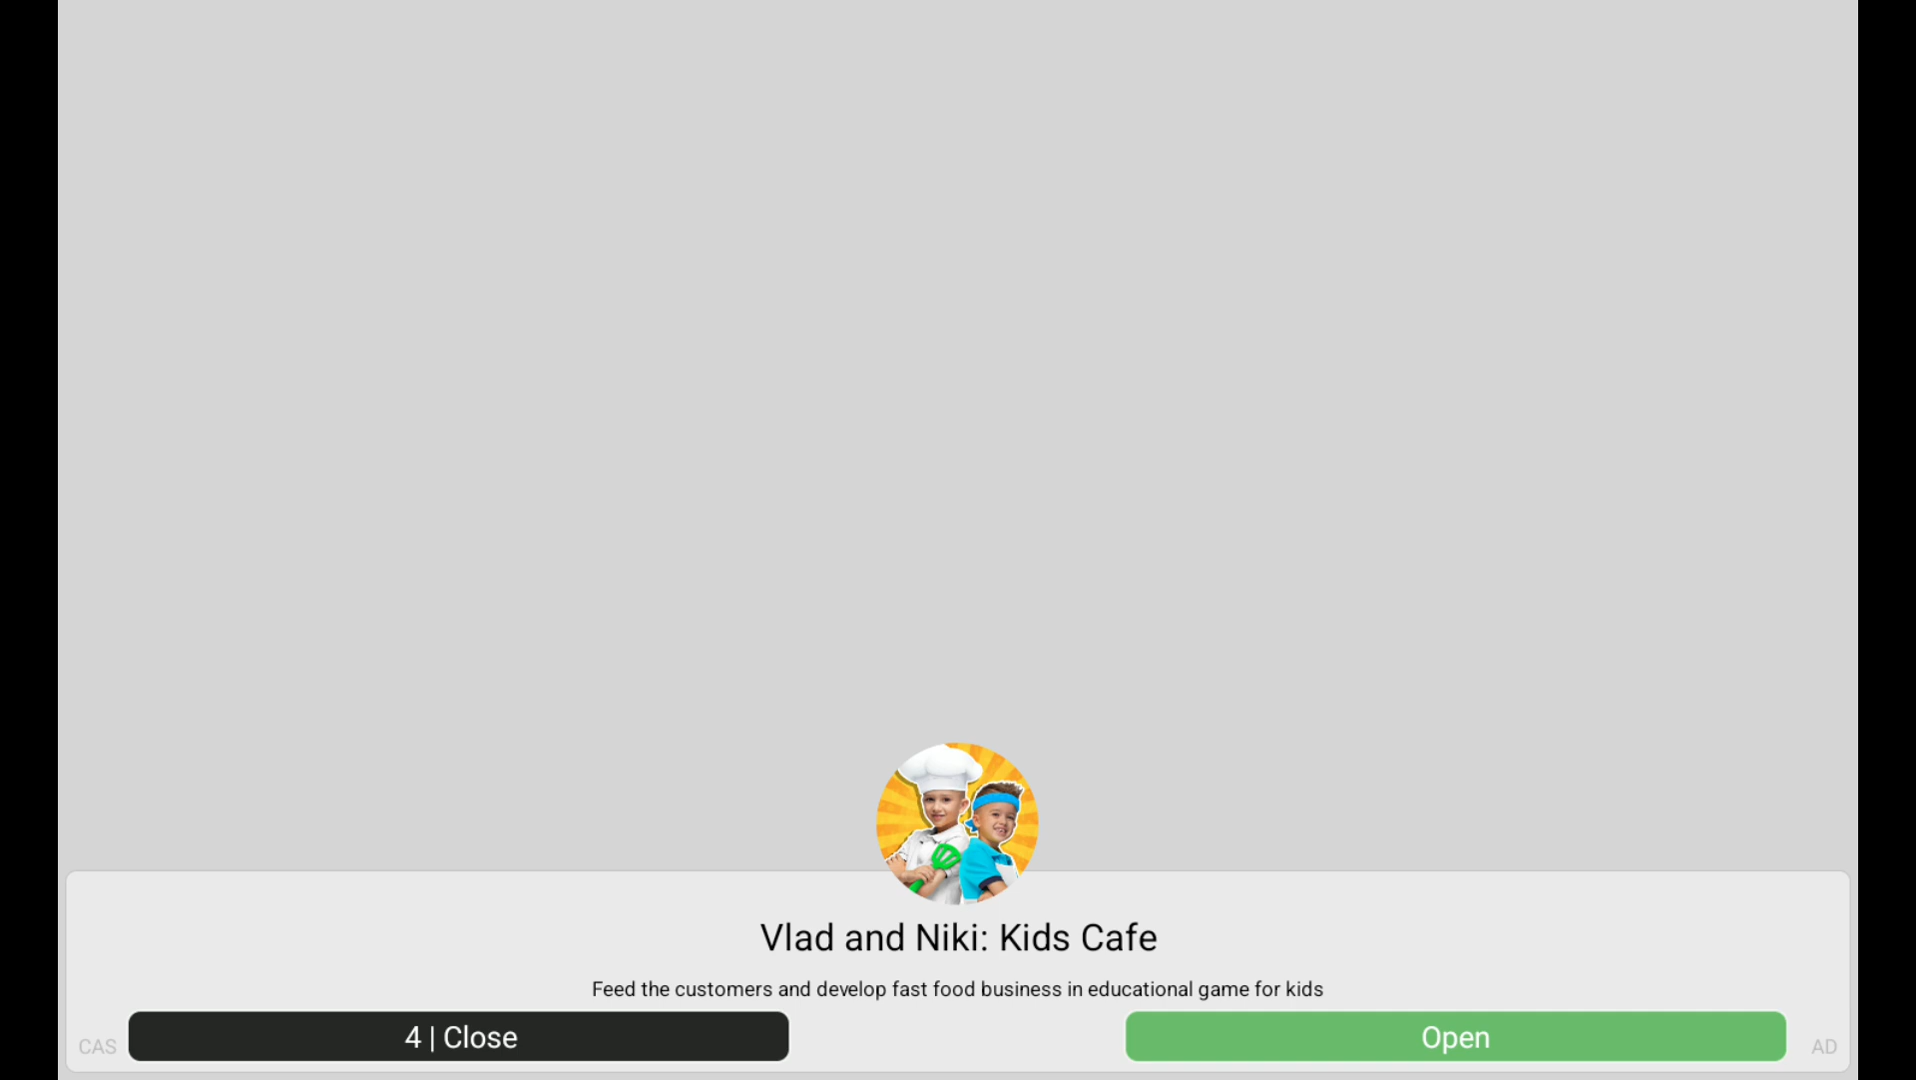 Vlad and Niki: Kids Cafe
Feed the customers and develop fast food business in educational game for kids
CAS
4 | Close
Open
AD